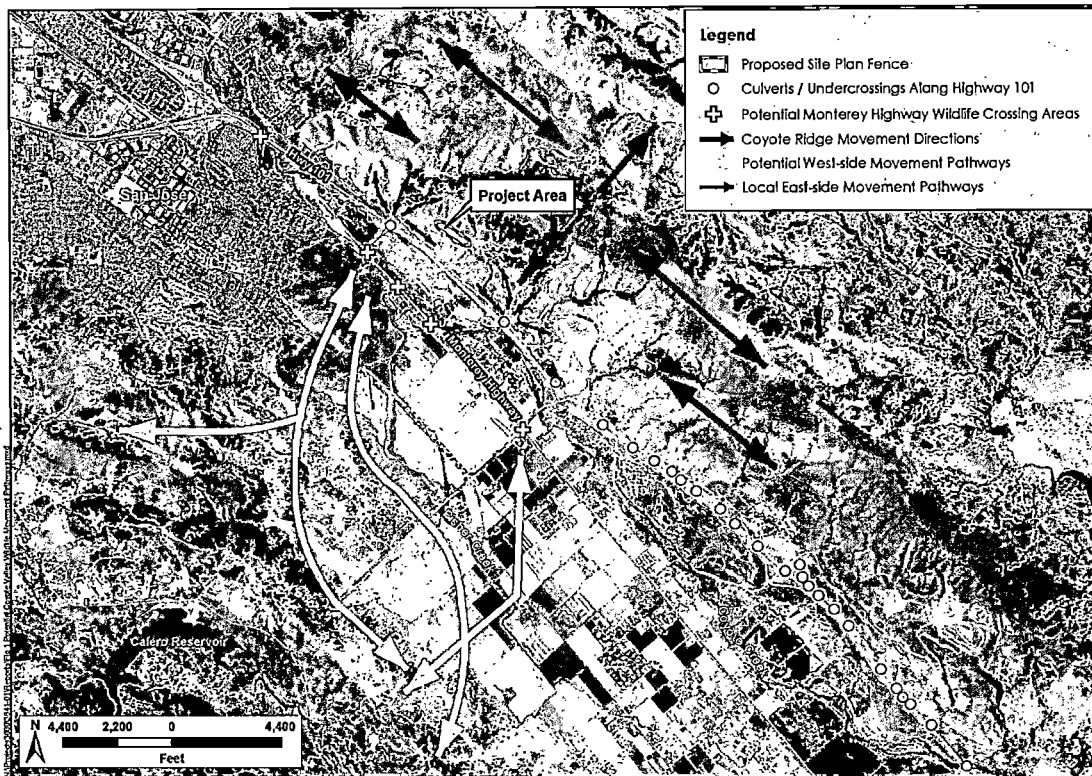 Legend
Proposed Site Plan Fence
Culverts / Undercrossings Along Highway 101
Potential Monterey Highway Wildlife Crossing Areas
Coyote Ridge Movement Directions
Potential West-side Movement Pathways
Local East-side Movement Pathways
Hwy 101
San Jose
Project Area
Monterey Highway
Calero Reservoir
N
4,400 2,200 0 4,400
Feet